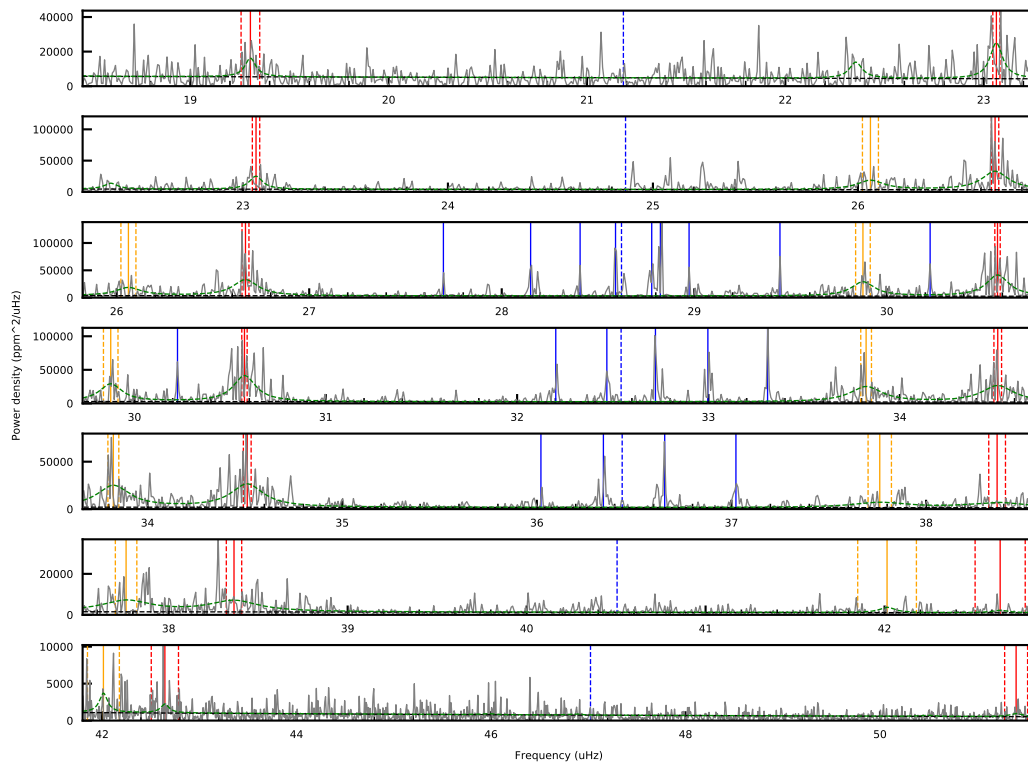 40000
20000
0
19 20 21 22 23
100000
50000
0
23 24 25 26
100000
50000
0
26 27 28 29 30
100000
50000
0
30 31 32 33 34
Power density (ppm^2/uHz)
50000
0
34 35 36 37 38
20000
0
38 39 40 41 42
10000
5000
0
42 44 46 48 50
Frequency (uHz)